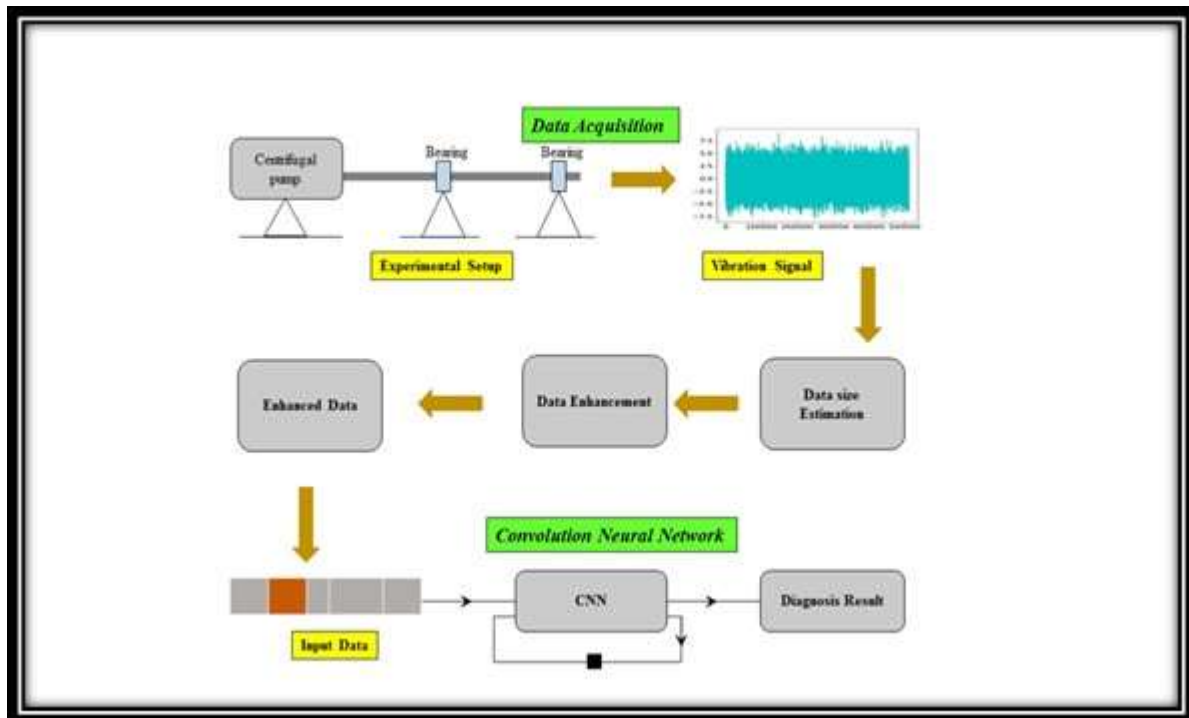 Data Acquisition
Centrifugal
pump
Bearing
Bearing
Experimental Setup
Vibration Signal
Enhanced Data
Data Enhancement
Data size
Estimation
Convolution Neural Network
CNN
Diagnosis Result
Input Data